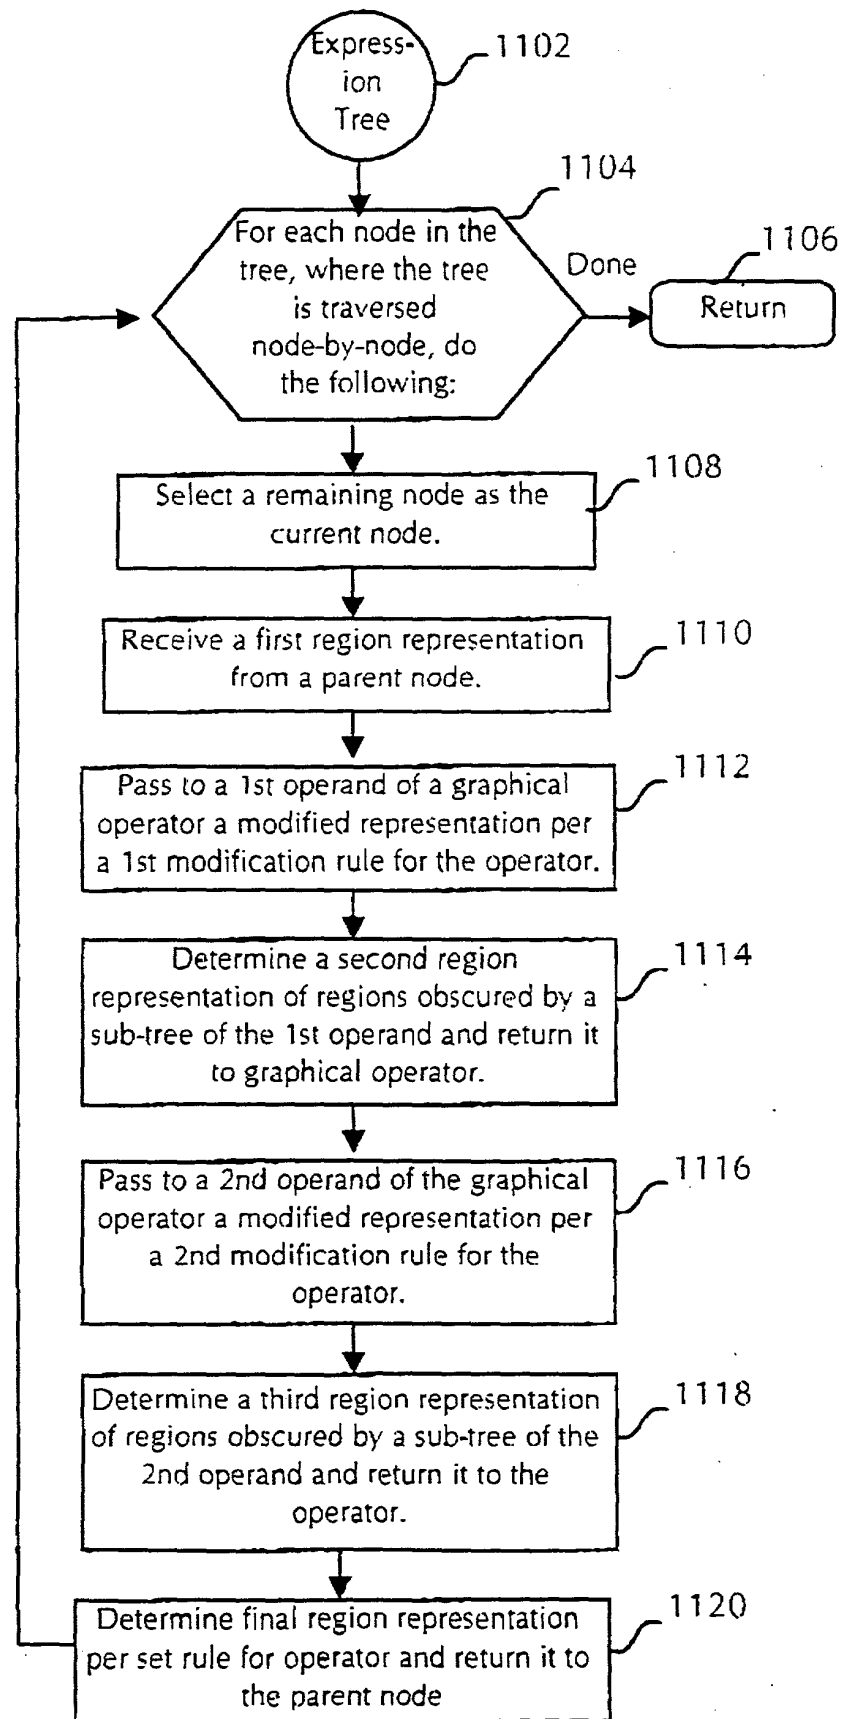 Express-
ion
Tree
1102
1104
For each node in the
tree, where the tree
is traversed
node-by-node, do
the following:
Done
1106
Return
1108
Select a remaining node as the
current node.
1110
Receive a first region representation
from a parent node.
1112
Pass to a 1st operand of a graphical
operator a modified representation per
a 1st modification rule for the operator.
1114
Determine a second region
representation of regions obscured by a
sub-tree of the 1st operand and return it
to graphical operator.
1116
Pass to a 2nd operand of the graphical
operator a modified representation per
a 2nd modification rule for the
operator.
1118
Determine a third region representation
of regions obscured by a sub-tree of the
2nd operand and return it to the
operator.
1120
Determine final region representation
per set rule for operator and return it to
the parent node